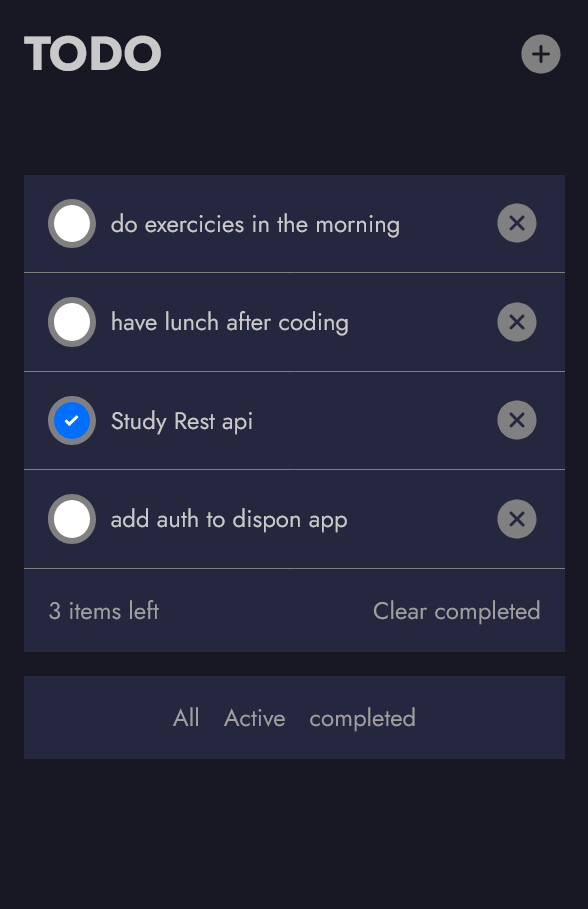 TODO
do exercicies in the morning
have lunch after coding
Study Rest api
add auth to dispon app
3 items left Clear completed
All Active completed